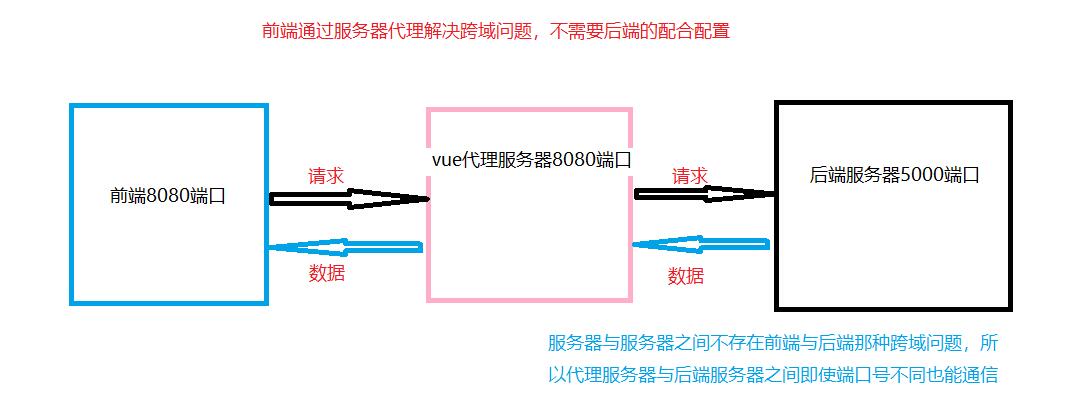 前端通过服务器代理解决跨域问题，不需要后端的配合配置
vue代理服务器8080端口
后端服务器5000端口
前端8080端口
请求
请求
数据
数据
服务器与服务器之间不存在前端与后端那种跨域问题，所
以代理服务器与后端服务器之间即使端口号不同也能通信